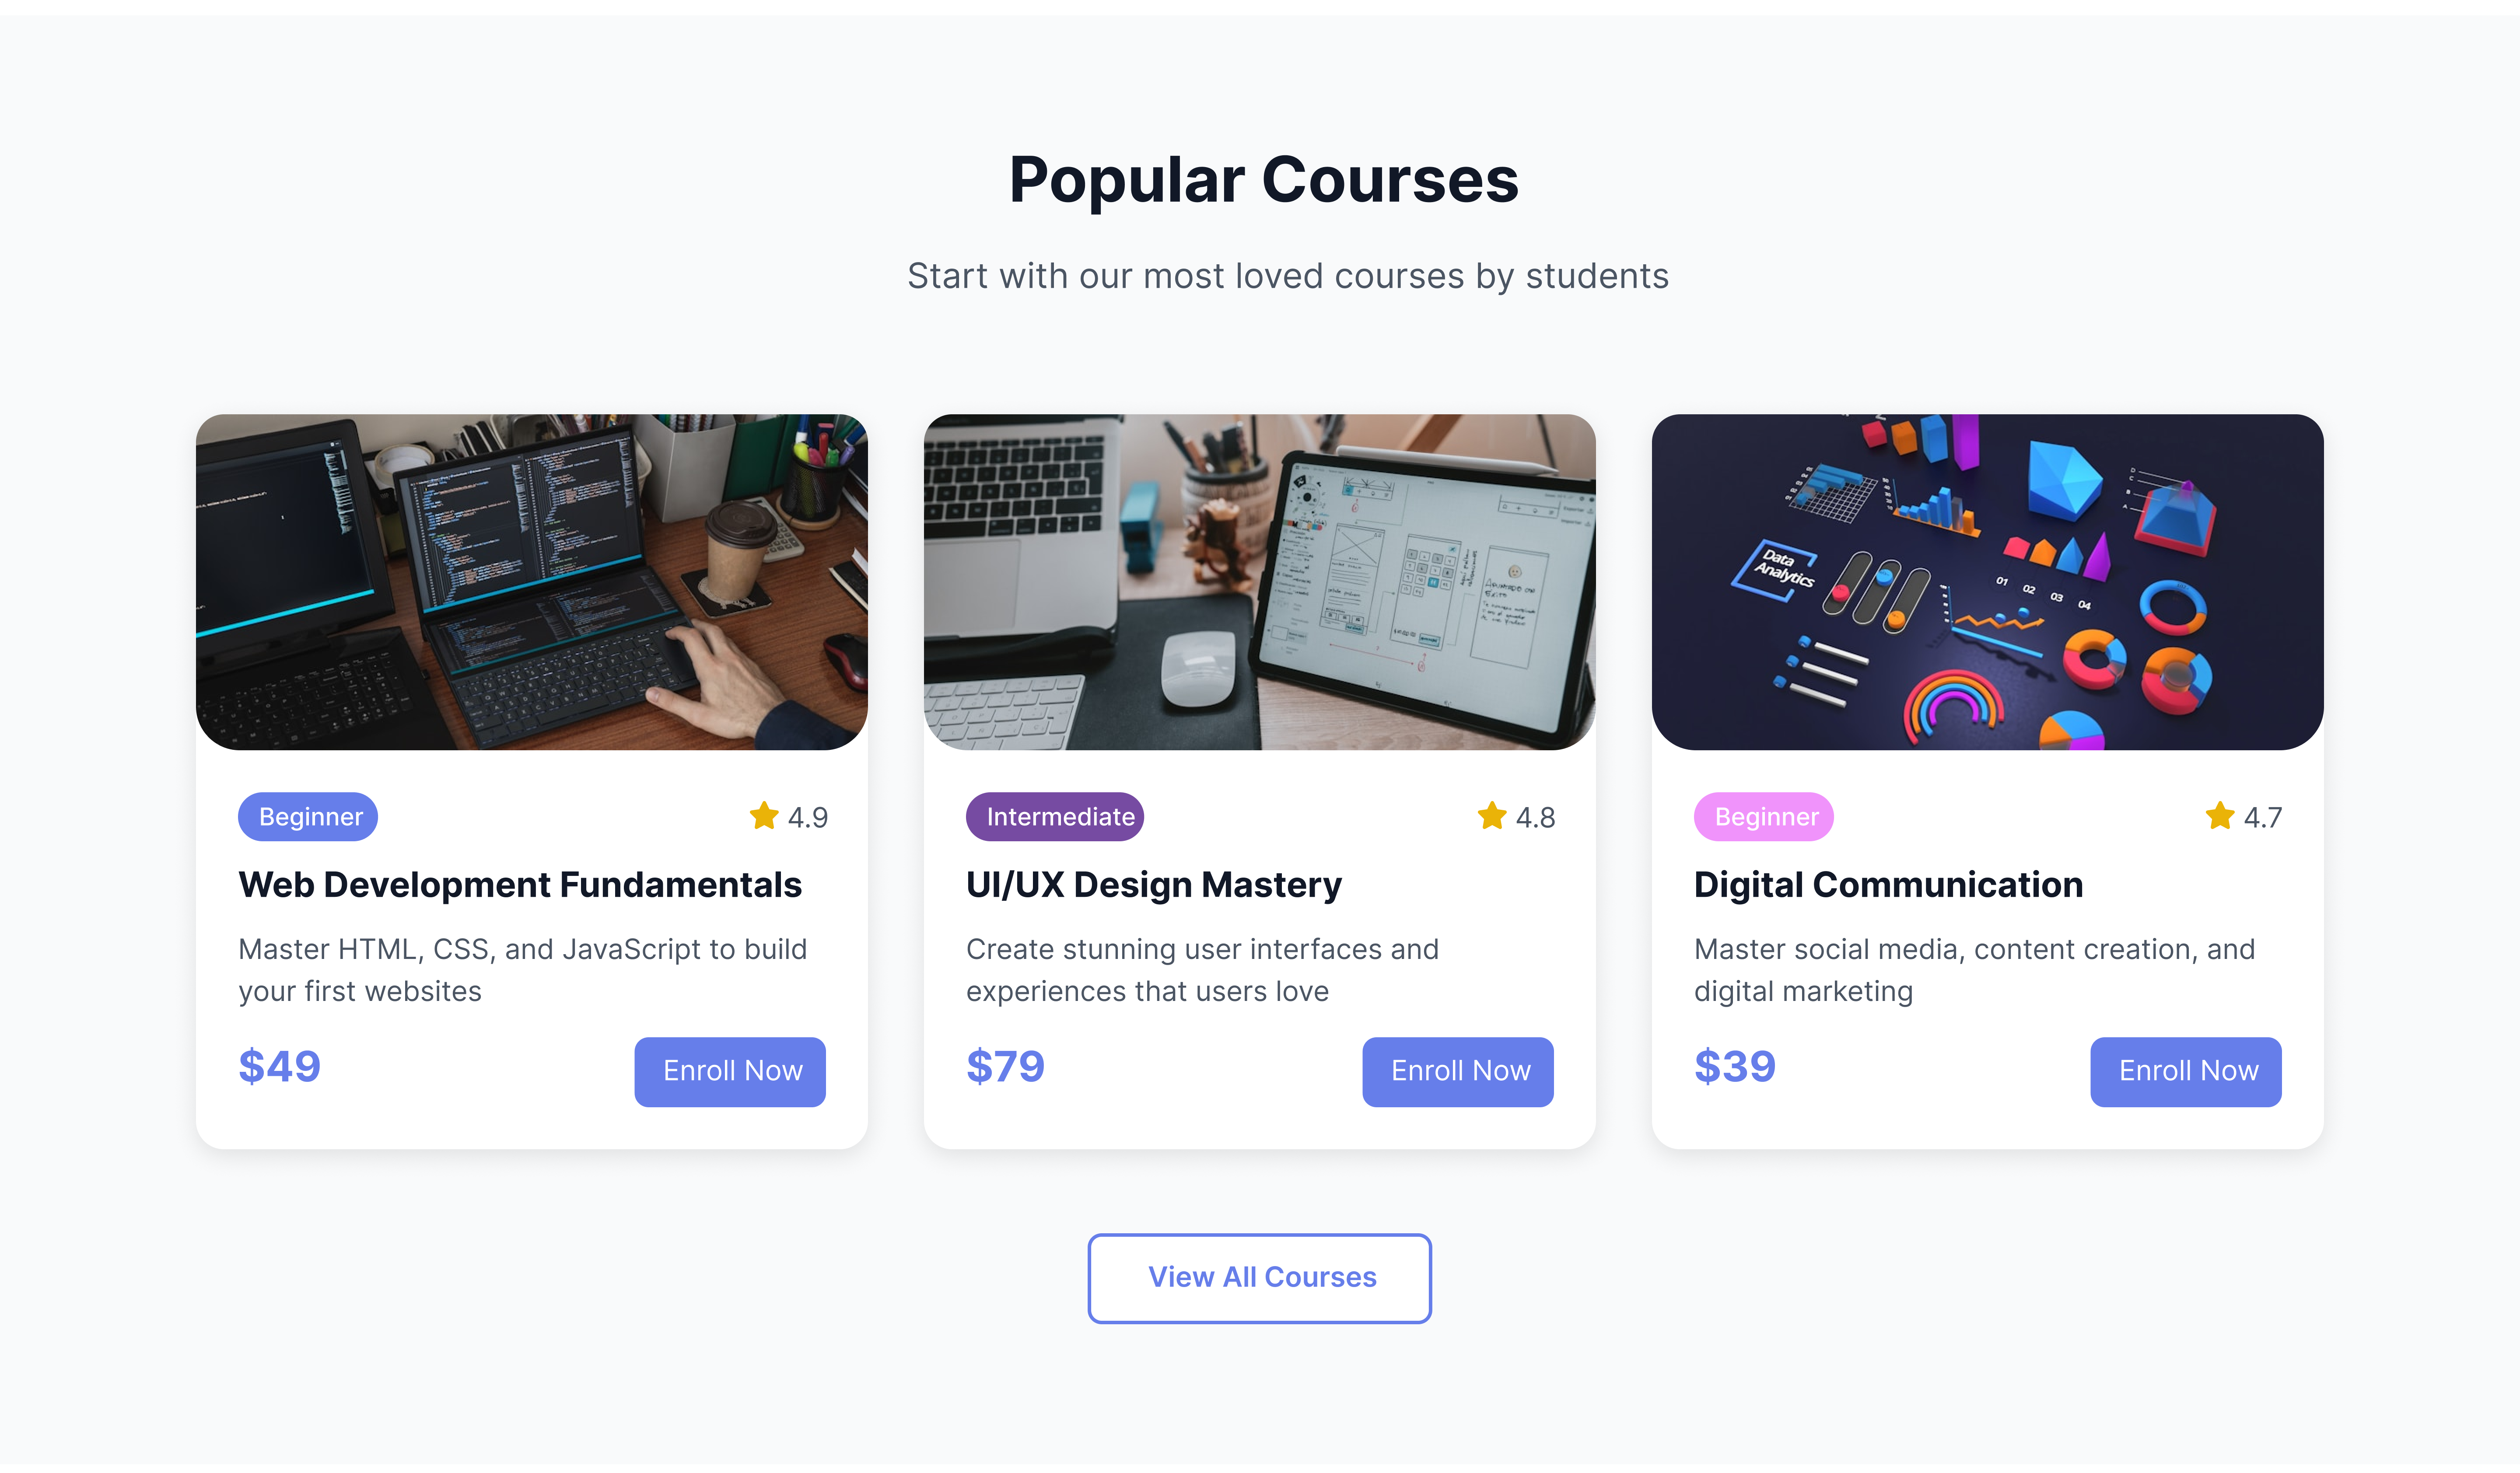 Popular Courses
Start with our most loved courses by students
Data
Analytics
01 02 03 04
D
C
B
A
Beginner
4.9
Intermediate
4.8
Beginner
4.7
Web Development Fundamentals
UI/UX Design Mastery
Digital Communication
Master HTML, CSS, and JavaScript to build
your first websites
Create stunning user interfaces and
experiences that users love
Master social media, content creation, and
digital marketing
$49
Enroll Now
$79
Enroll Now
$39
Enroll Now
View All Courses